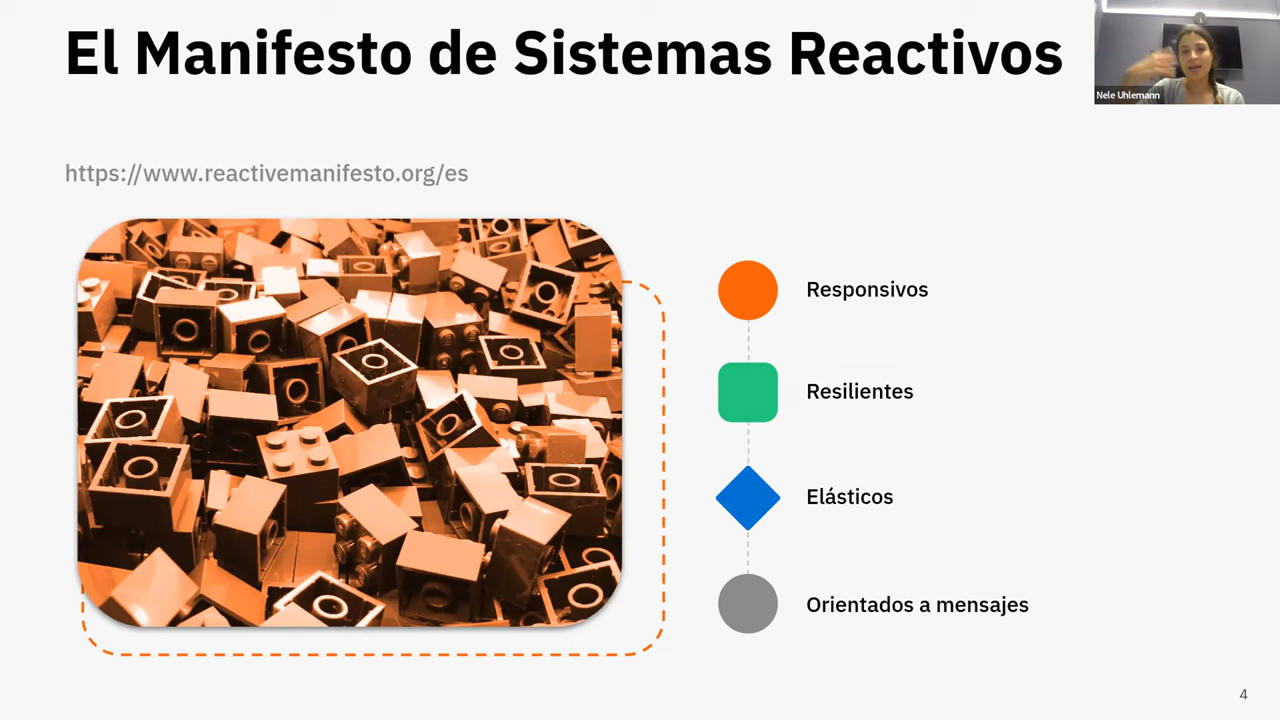 El Manifesto de Sistemas Reactivos
Nele Uhlemann
https://www.reactivemanifesto.org/es
Responsivos
Resilientes
Elásticos
Orientados a mensajes
4